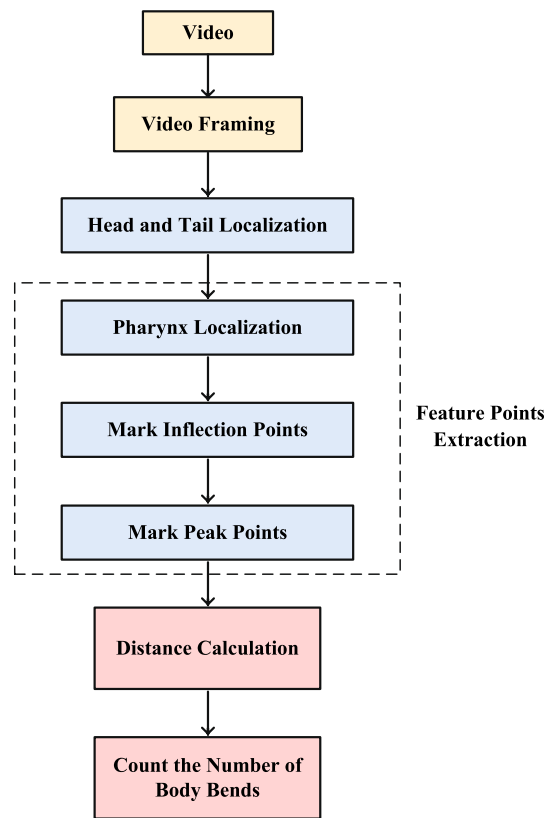 Video
Video Framing
Head and Tail Localization
Pharynx Localization
Mark Inflection Points
Feature Points
Extraction
Mark Peak Points
Distance Calculation
Count the Number of
Body Bends